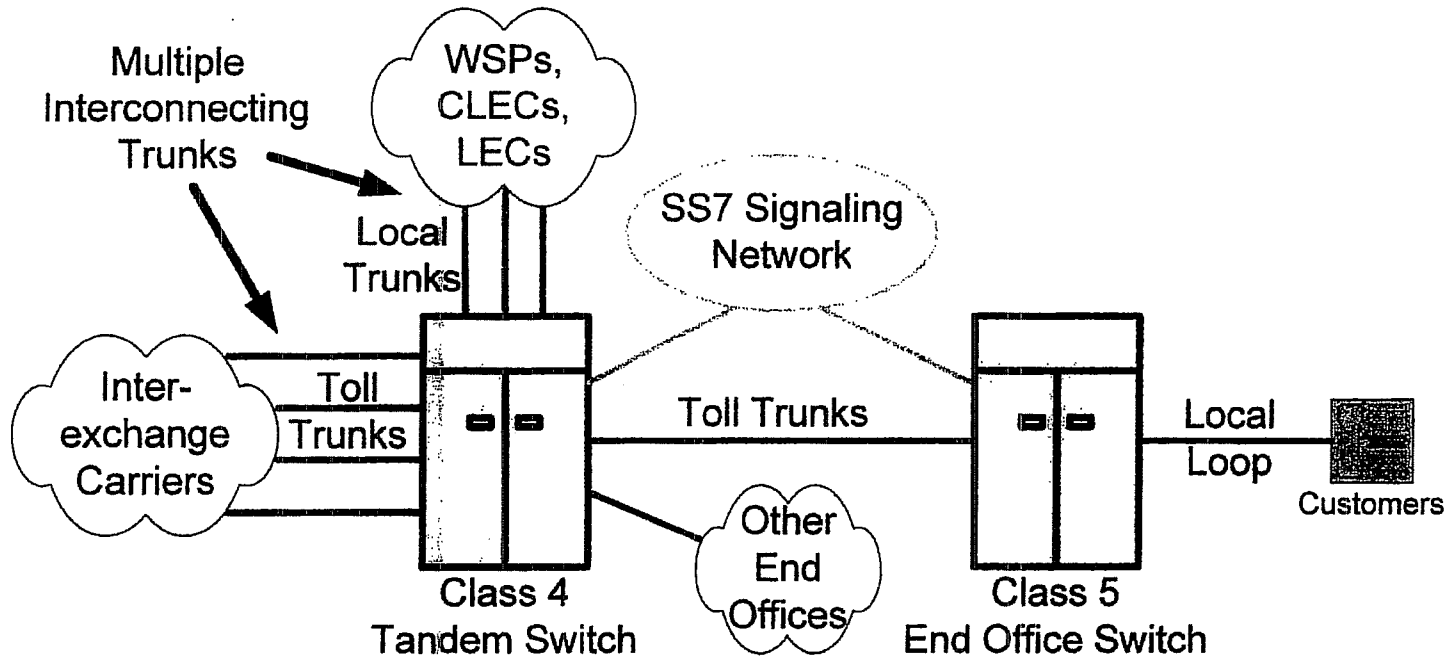 Multiple
Interconnecting
Trunks
WSPs,
CLECs,
LECs
Local
Trunks
SS7 Signaling
Network
Inter-
exchange
Carriers
Toll
Trunks
Toll Trunks
Local
Loop
Customers
Other
End
Offices
Class 4
Tandem Switch
Class 5
End Office Switch